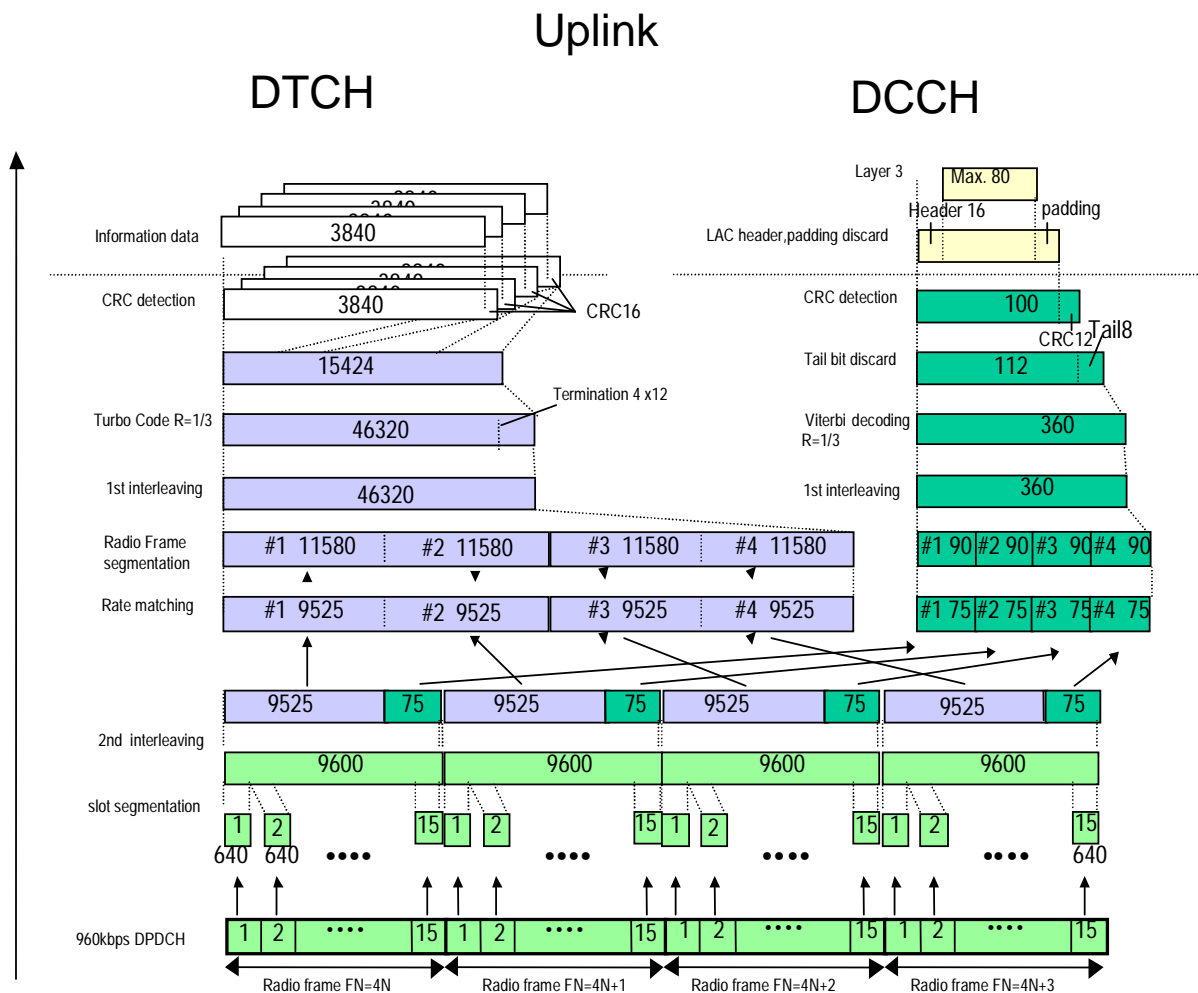 Uplink
DTCH
DCCH
Layer 3
Max. 80
Header 16
padding
3840
3840
3840
3840
Information data
LAC header,padding discard
3840
3840
3840
3840
CRC detection
CRC16
CRC detection
100
CRC12
Tail8
15424
Tail bit discard
112
Termination 4 x12
Turbo Code R=1/3
46320
Viterbi decoding
R=1/3
360
1st interleaving
46320
1st interleaving
360
Radio Frame
segmentation
#1 11580
#2 11580
#3 11580
#4 11580
#1 90
#2 90
#3 90
#4 90
Rate matching
#1 9525
#2 9525
#3 9525
#4 9525
#1 75
#2 75
#3 75
#4 75
9525
75
9525
75
9525
75
9525
75
2nd interleaving
9600
9600
9600
9600
slot segmentation
1
2
15
1
2
15
1
2
15
1
2
15
640
640
••••
••••
••••
••••
640
960kbps DPDCH
1
2
••••
15
1
2
••••
15
1
2
••••
15
1
2
••••
15
Radio frame FN=4N
Radio frame FN=4N+1
Radio frame FN=4N+2
Radio frame FN=4N+3